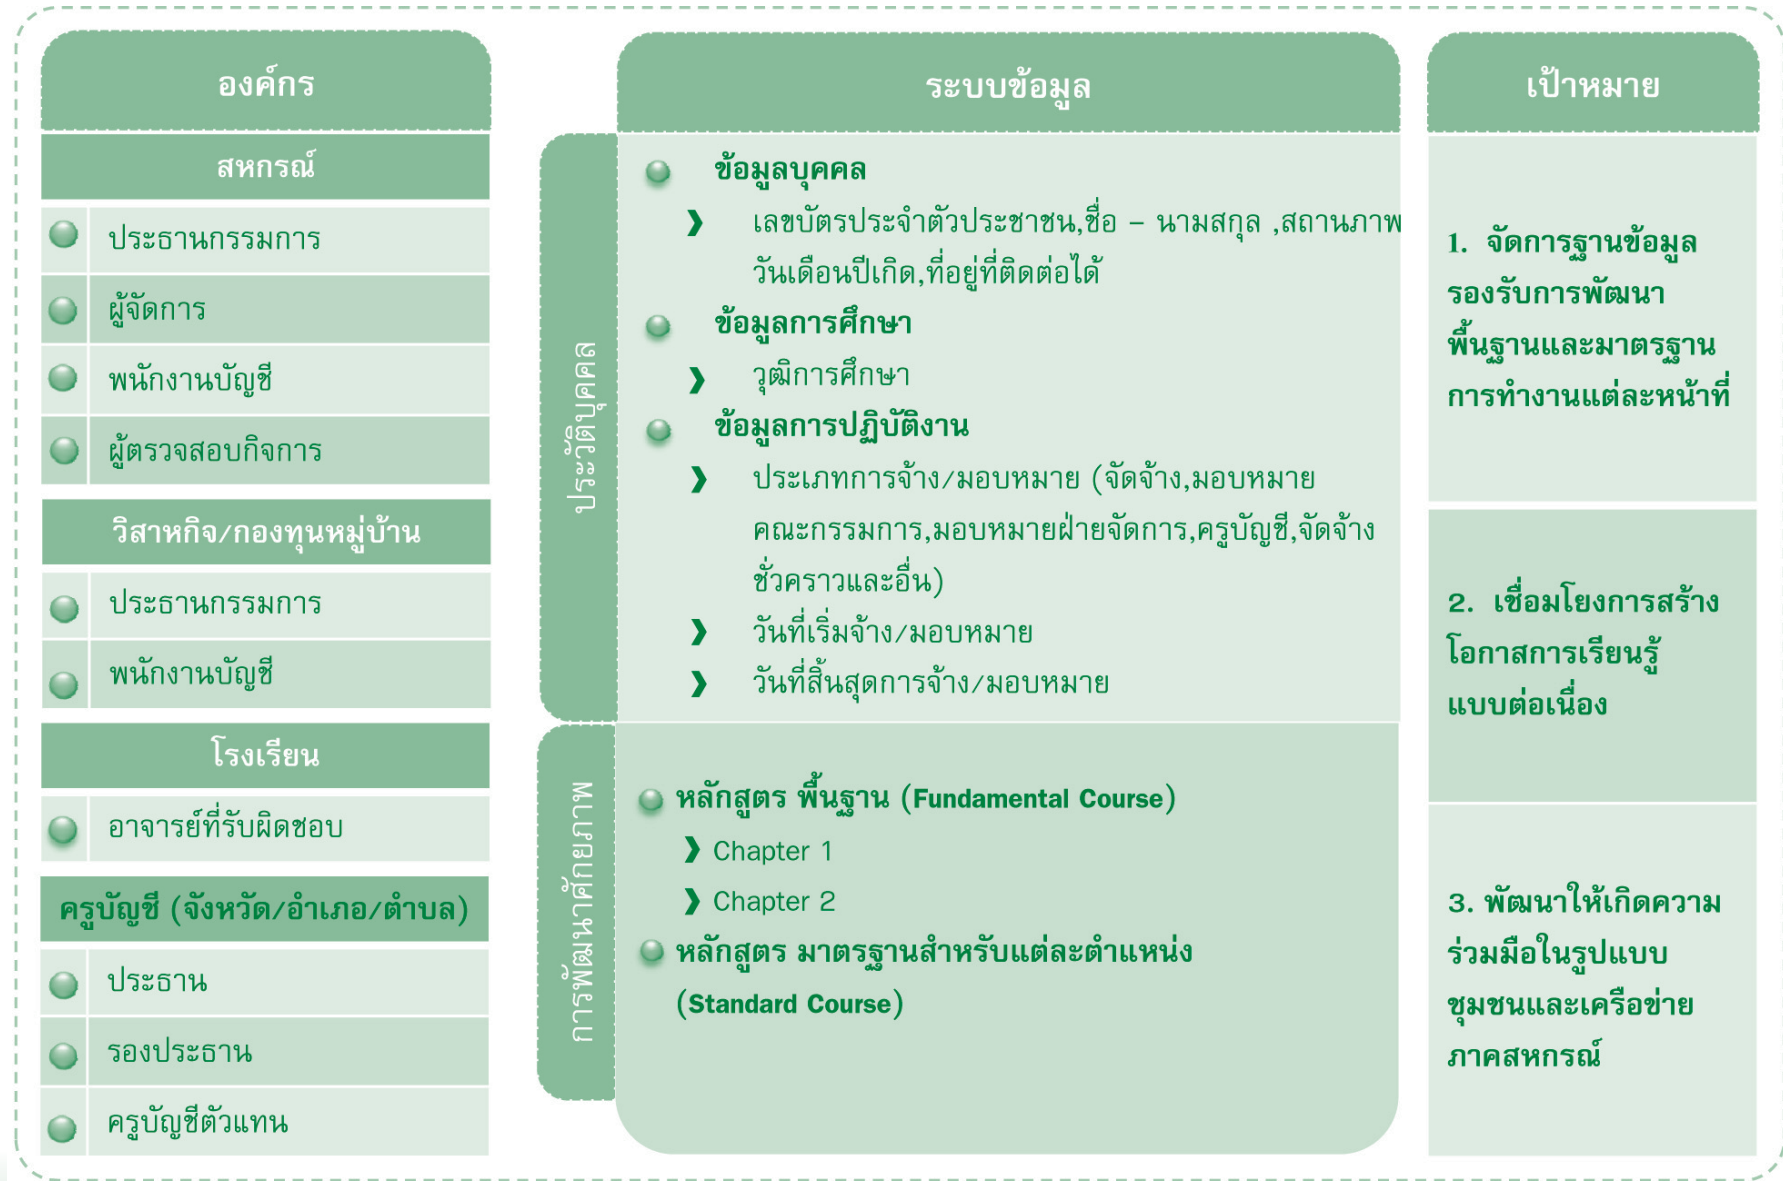 องค์กร
สหกรณ์
ประธานกรรมการ
ผู้จัดการ
พนักงานบัญชี
ผู้ตรวจสอบกิจการ
วิสาหกิจ/กองทุนหมู่บ้าน
ประธานกรรมการ
พนักงานบัญชี
โรงเรียน
อาจารย์ที่รับผิดชอบ
ครูบัญชี (จังหวัด/อำเภอ/ตำบล)
ประธาน
รองประธาน
ครูบัญชีตัวแทน
ระบบข้อมูล
ประวัติบุคคล
ข้อมูลบุคคล
เลขบัตรประจำตัวประชาชน,ชื่อ – นามสกุล ,สถานภาพ
วันเดือนปีเกิด,ที่อยู่ที่ติดต่อได้
ข้อมูลการศึกษา
วุฒิการศึกษา
ข้อมูลการปฏิบัติงาน
ประเภทการจ้าง/มอบหมาย (จัดจ้าง,มอบหมาย
คณะกรรมการ,มอบหมายฝ่ายจัดการ,ครูบัญชี,จัดจ้าง
ชั่วคราวและอื่น)
วันที่เริ่มจ้าง/มอบหมาย
วันที่สิ้นสุดการจ้าง/มอบหมาย
การพัฒนาศักยภาพ
หลักสูตร พื้นฐาน (Fundamental Course)
Chapter 1
Chapter 2
หลักสูตร มาตรฐานสำหรับแต่ละตำแหน่ง
(Standard Course)
เป้าหมาย
1. จัดการฐานข้อมูล
รองรับการพัฒนา
พื้นฐานและมาตรฐาน
การทำงานแต่ละหน้าที่
2. เชื่อมโยงการสร้าง
โอกาสการเรียนรู้
แบบต่อเนื่อง
3. พัฒนาให้เกิดความ
ร่วมมือในรูปแบบ
ชุมชนและเครือข่าย
ภาคสหกรณ์